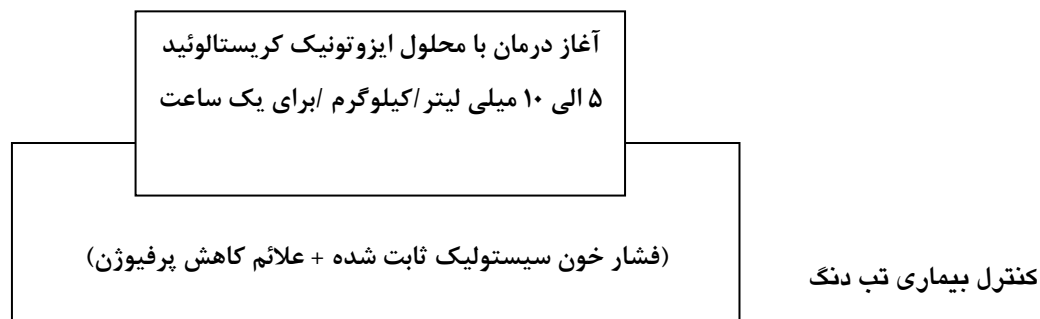 آغاز درمان با محلول ایزوتونیک کریستالوئید
۵ الی ۱۰ میلی لیتر/کیلوگرم /برای یک ساعت
(فشار خون سیستولیک ثابت شده + علائم کاهش پرفیوژن)
کنترل بیماری تب دنگ